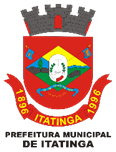 1896 ITATINGA 1996
PREFEITURA MUNICIPAL
DE ITATINGA